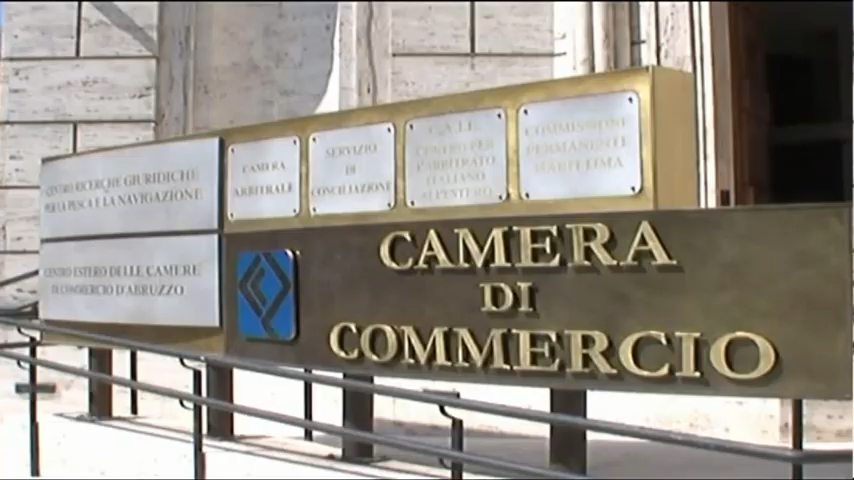 CENTRO RICERCHE GIURIDICHE
PER LA PESCA E LA NAVIGAZIONE
CENTRO ESTERO DELLE CAMERE
DI COMMERCIO D'ABRUZZO
CAMERA
ARBITRALE
SERVIZIO
DI
CONCILIAZIONE
CENTRO PER
L'ARBITRATO
ITALIANO
COMMISSIONE
PERMANENTE
MARITTIMA
CAMERA
DI
COMMERCIO